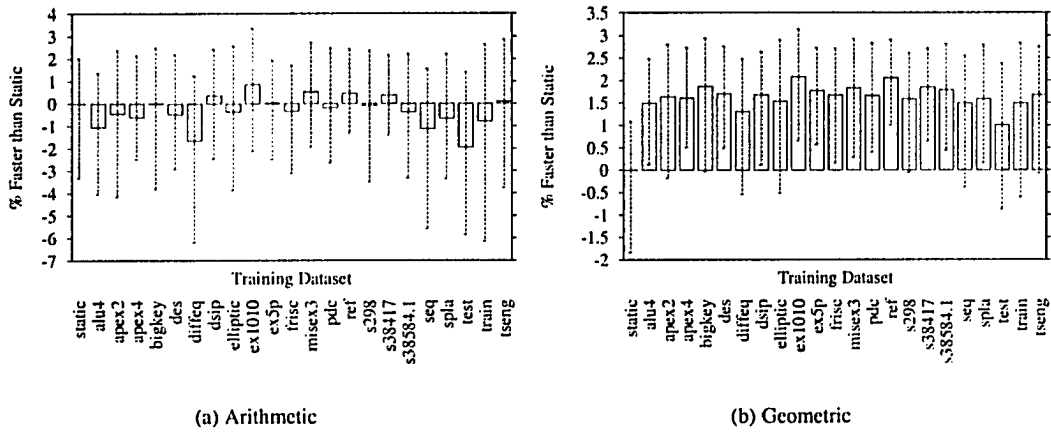 % Faster than Static
4
3
2
1
0
-1
-2
-3
-4
-5
-6
-7
Training Dataset
static
alu4
apex2
apex4
bigkey
des
diffeq
dsip
elliptic
ex1010
ex5p
frisc
misex3
pdc
ref
s298
s38417
s38584.1
seq
spla
test
train
tseng
(a) Arithmetic
% Faster than Static
3.5
3
2.5
2
1.5
1
0.5
0
-0.5
-1
-1.5
-2
Training Dataset
static
alu4
apex2
apex4
bigkey
des
diffeq
dsip
elliptic
ex1010
ex5p
frisc
misex3
pdc
ref
s298
s38417
s38584.1
seq
spla
test
train
tseng
(b) Geometric